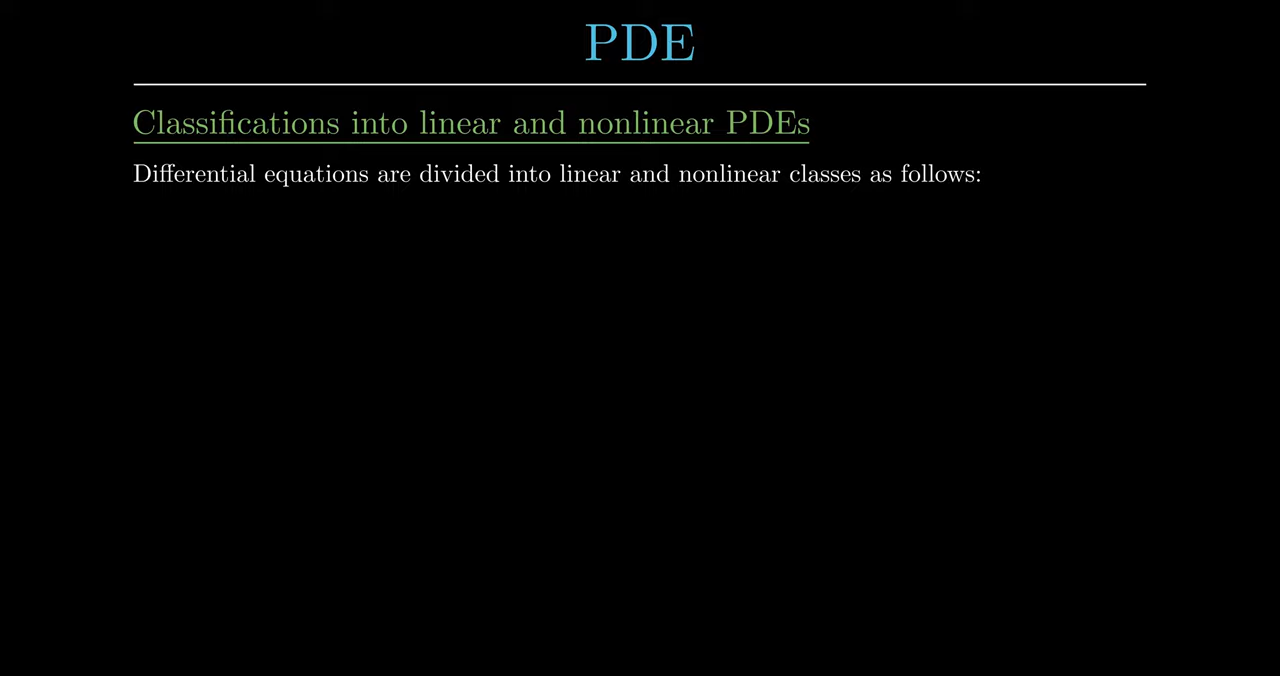 PDE
Classifications into linear and nonlinear PDEs
Differential equations are divided into linear and nonlinear classes as follows: